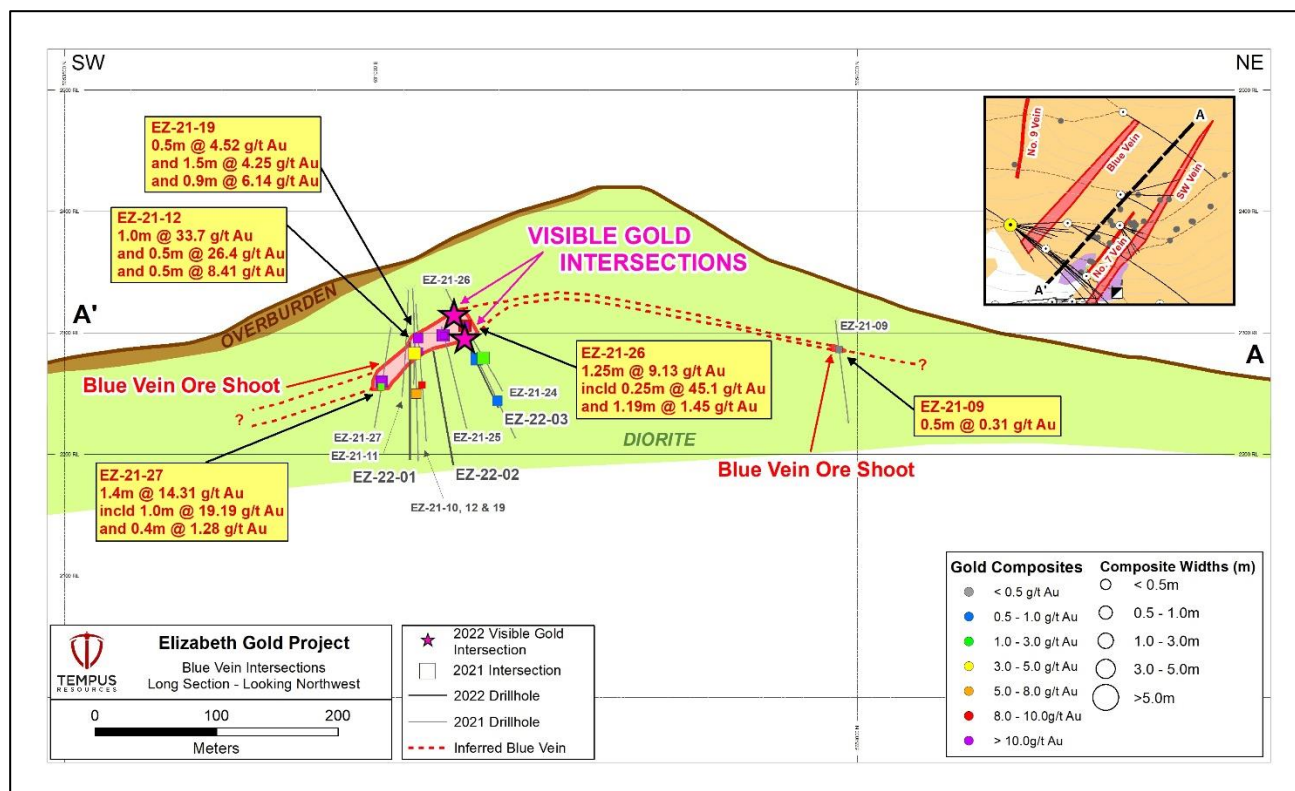 SW
NE
2400 RL
2400 RL
EZ-21-19
0.5m @ 4.52 g/t Au
and 1.5m @ 4.25 g/t Au
and 0.9m @ 6.14 g/t Au
EZ-21-12
1.0m @ 33.7 g/t Au
and 0.5m @ 26.4 g/t Au
and 0.5m @ 8.41 g/t Au
VISIBLE GOLD
INTERSECTIONS
No. 9 Vein
Blue Vein
A
SW Vein
No. 7 Vein
A'
OVERBURDEN
EZ-21-26
A'
EZ-21-09
A
Blue Vein Ore Shoot
?
?
?
EZ-21-26
1.25m @ 9.13 g/t Au
incld 0.25m @ 45.1 g/t Au
and 1.19m @ 1.45 g/t Au
EZ-21-24
EZ-22-03
EZ-21-09
0.5m @ 0.31 g/t Au
EZ-21-27
EZ-21-25
EZ-21-11
DIORITE
EZ-22-01
EZ-22-02
Blue Vein Ore Shoot
EZ-21-27
1.4m @ 14.31 g/t Au
incld 1.0m @ 19.19 g/t Au
and 0.4m @ 1.28 g/t Au
EZ-21-10, 12 & 19
TEMPUS
RESOURCES
Elizabeth Gold Project
Blue Vein Intersections
Long Section - Looking Northwest
0 100 200
Meters
2022 Visible Gold
Intersection
2021 Intersection
2022 Drillhole
2021 Drillhole
Inferred Blue Vein
Gold Composites
< 0.5 g/t Au
0.5 - 1.0 g/t Au
1.0 - 3.0 g/t Au
3.0 - 5.0 g/t Au
5.0 - 8.0 g/t Au
8.0 - 10.0g/t Au
> 10.0g/t Au
Composite Widths (m)
< 0.5m
0.5 - 1.0m
1.0 - 3.0m
3.0 - 5.0m
>5.0m